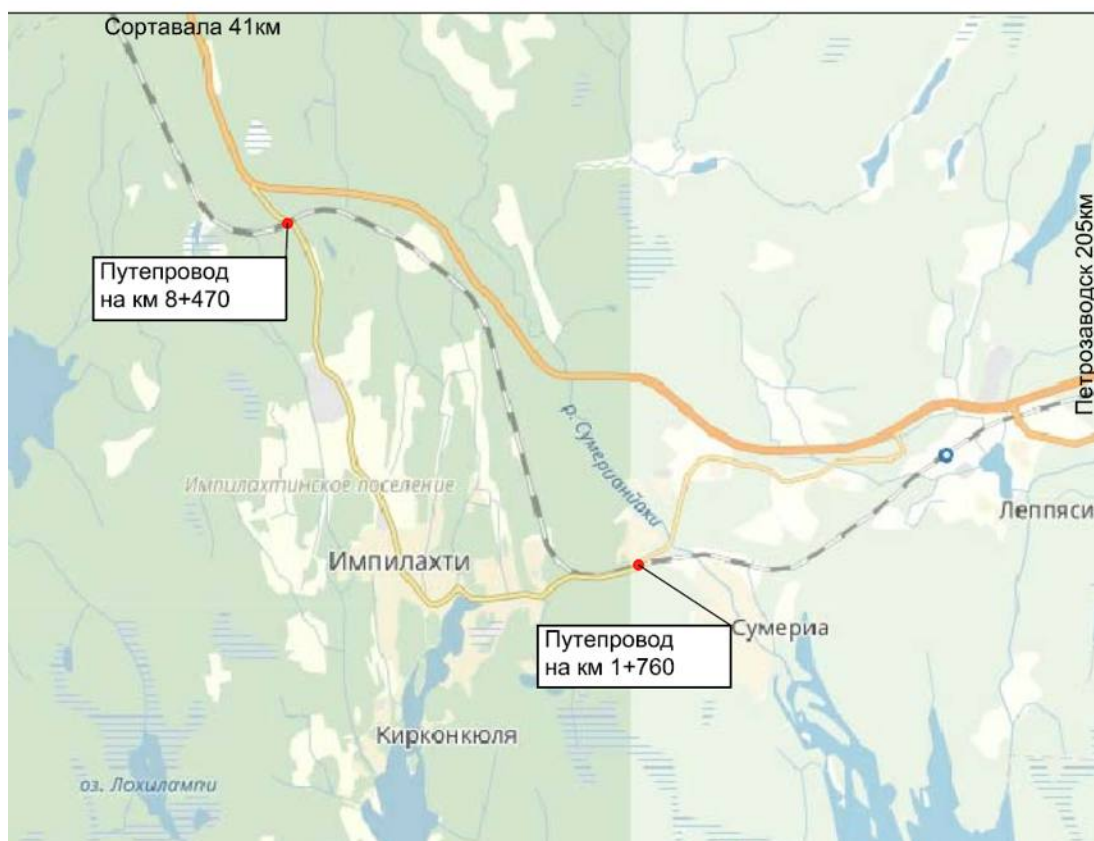 Сортавала 41км
Петрозаводск 205км
Путепровод
на км 8+470
р. Сумерианйоки
Импилахтинское поселение
Леппяси
Импилахти
Сумериа
Путепровод
на км 1+760
Кирконкюля
оз. Лохилампи